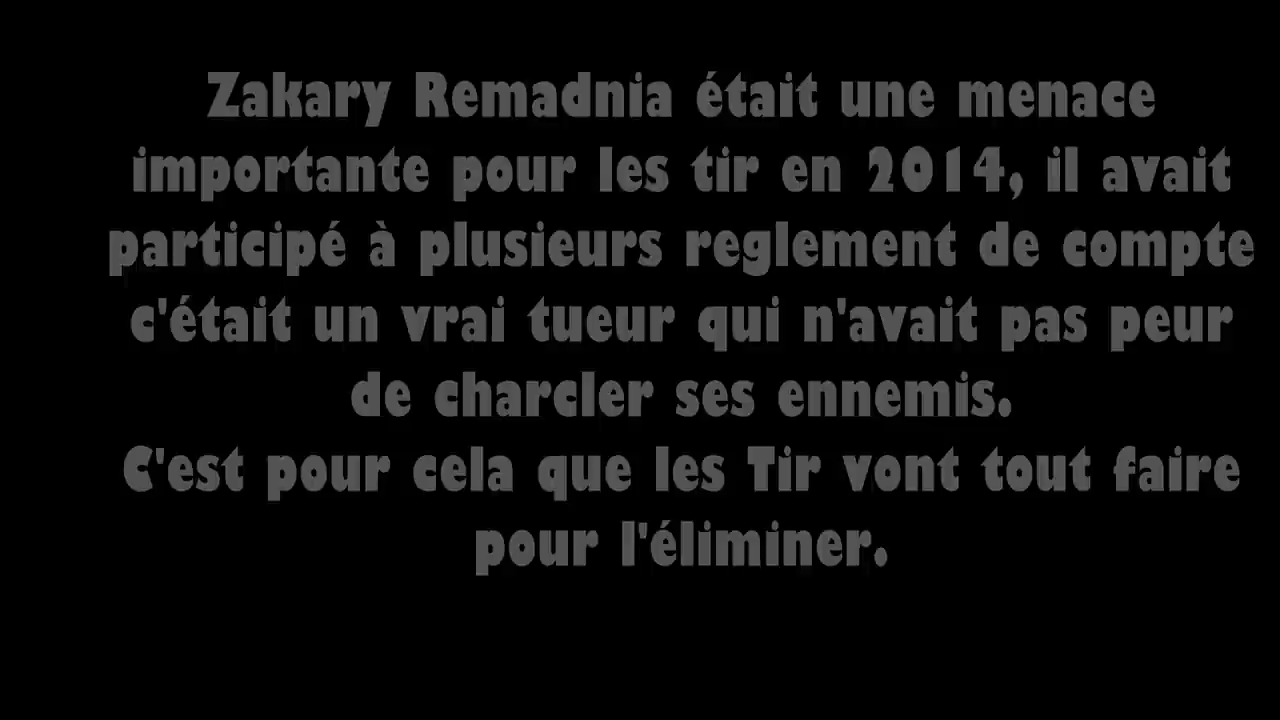 Zakary Remadnia était une menace
importante pour les tir en 2014, il avait
participé à plusieurs reglement de compte
c'était un vrai tueur qui n'avait pas peur
de charcler ses ennemis.
C'est pour cela que les Tir vont tout faire
pour l'éliminer.